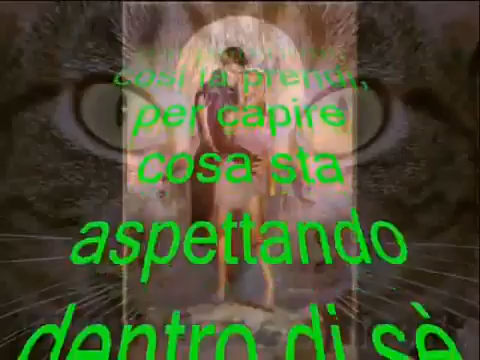 così la prendi,
per capire
cosa sta
aspettando
dentro di sè